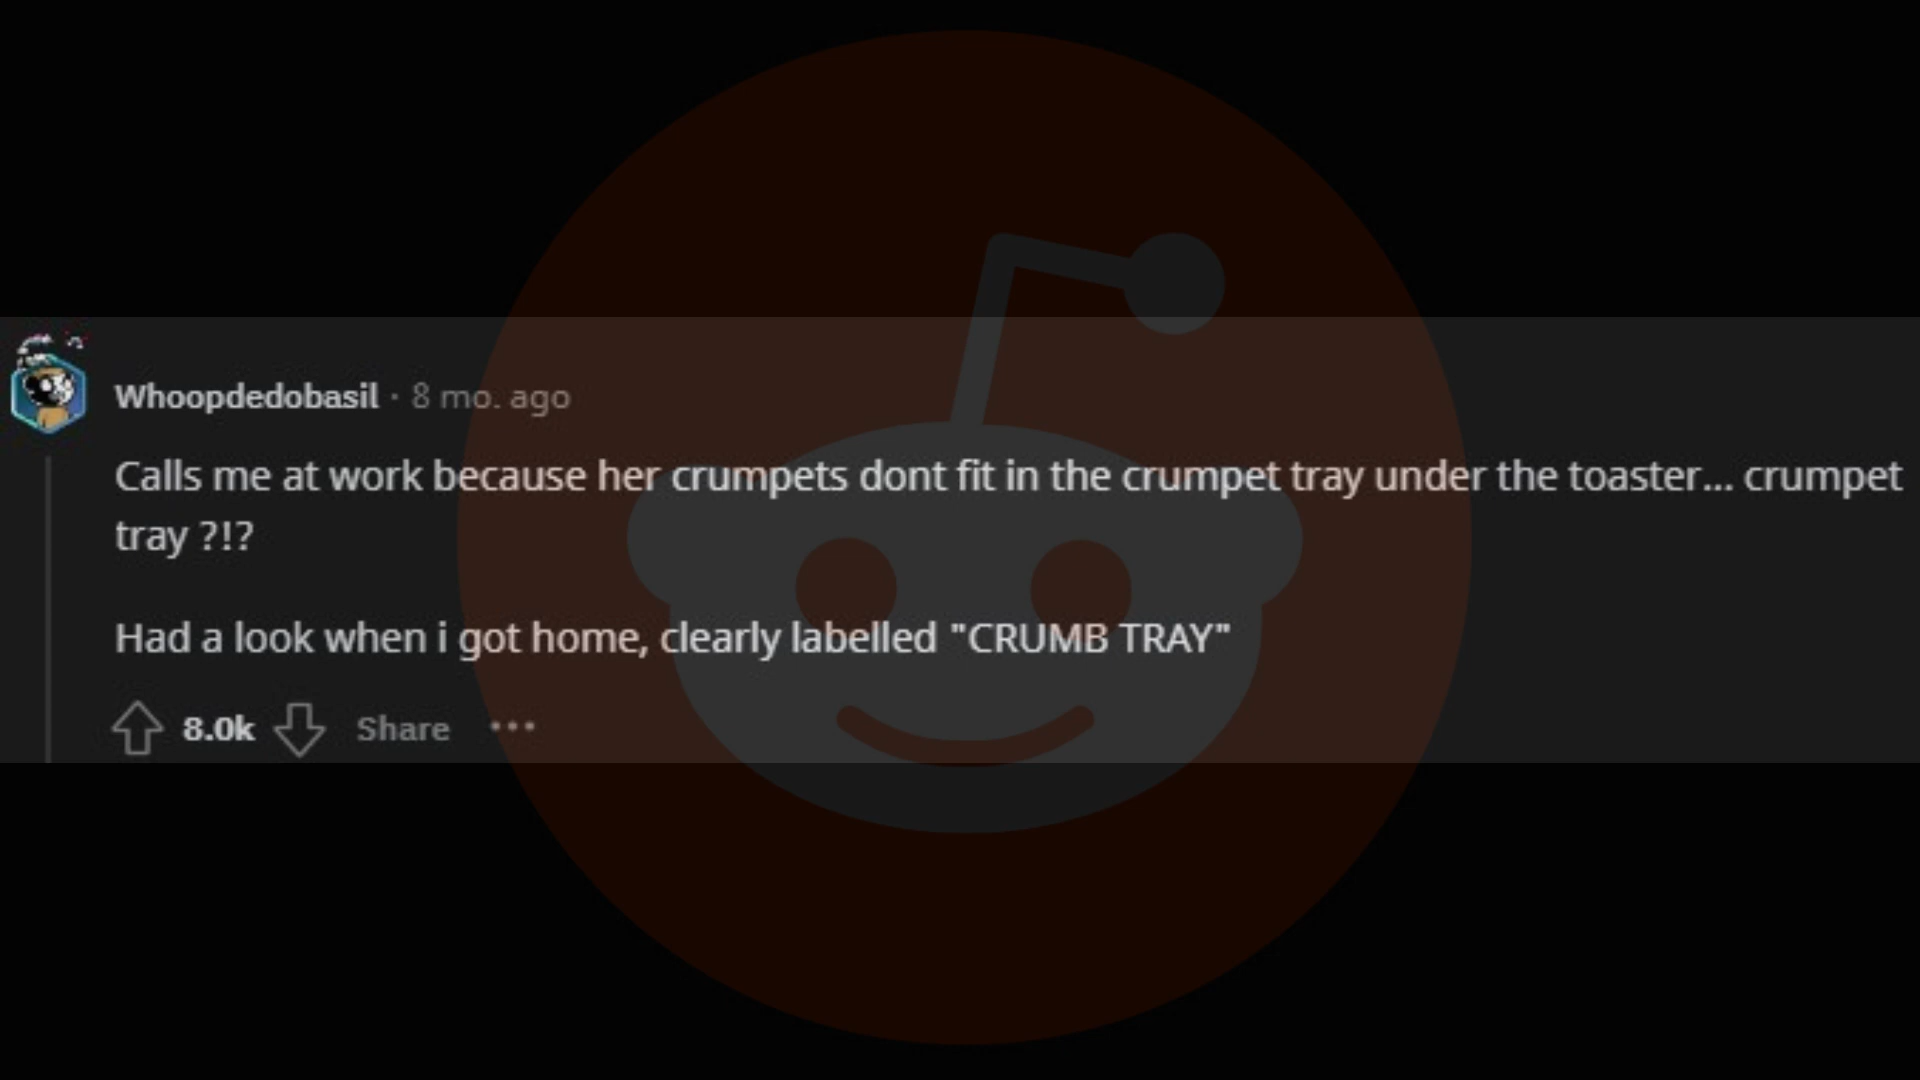 Whoopdedobasil · 8 mo. ago
Calls me at work because her crumpets dont fit in the crumpet tray under the toaster... crumpet
tray ?!?
Had a look when i got home, clearly labelled "CRUMB TRAY"
8.0k Share ···